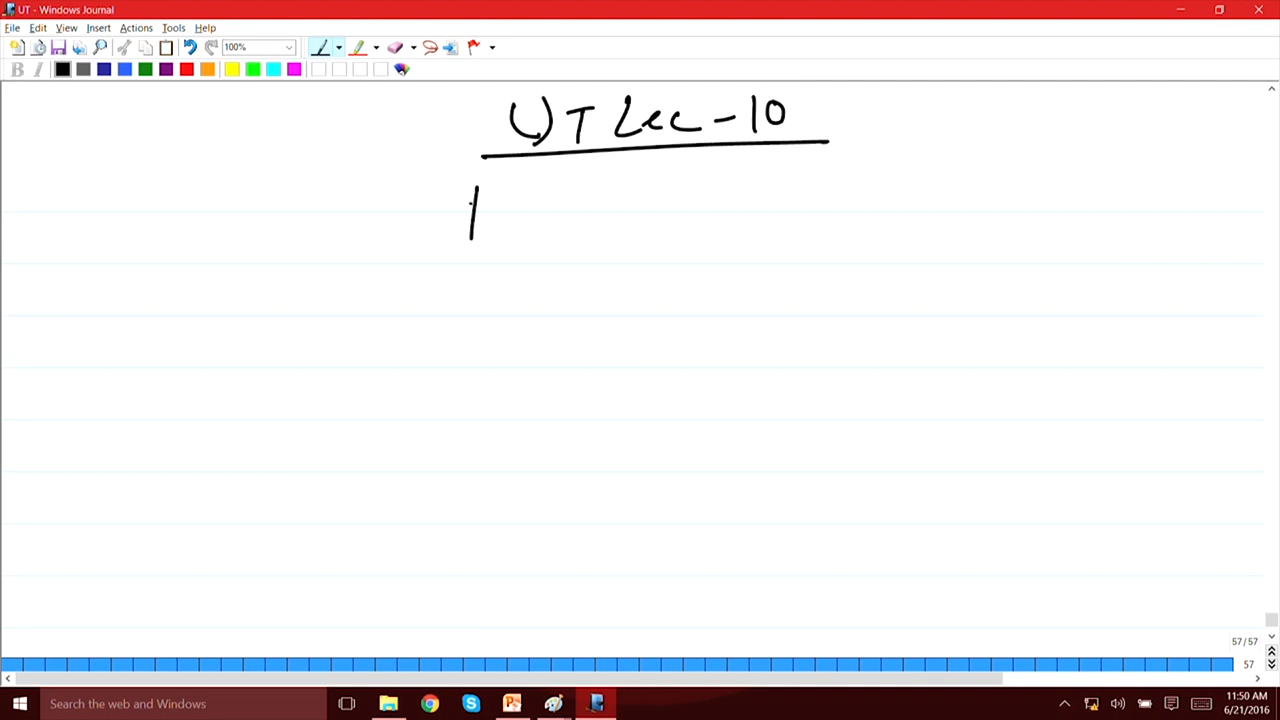 UT - Windows Journal
File Edit View Insert Actions Tools Help
100%
B I
UT Lec - 10
57/57
57
Search the web and Windows
11:50 AM
6/21/2016